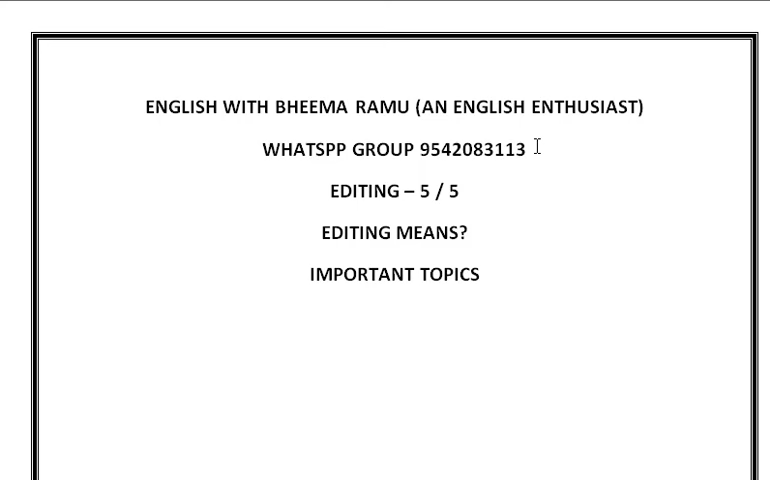 ENGLISH WITH BHEEMA RAMU (AN ENGLISH ENTHUSIAST)
WHATSPP GROUP 9542083113
EDITING – 5 / 5
EDITING MEANS?
IMPORTANT TOPICS